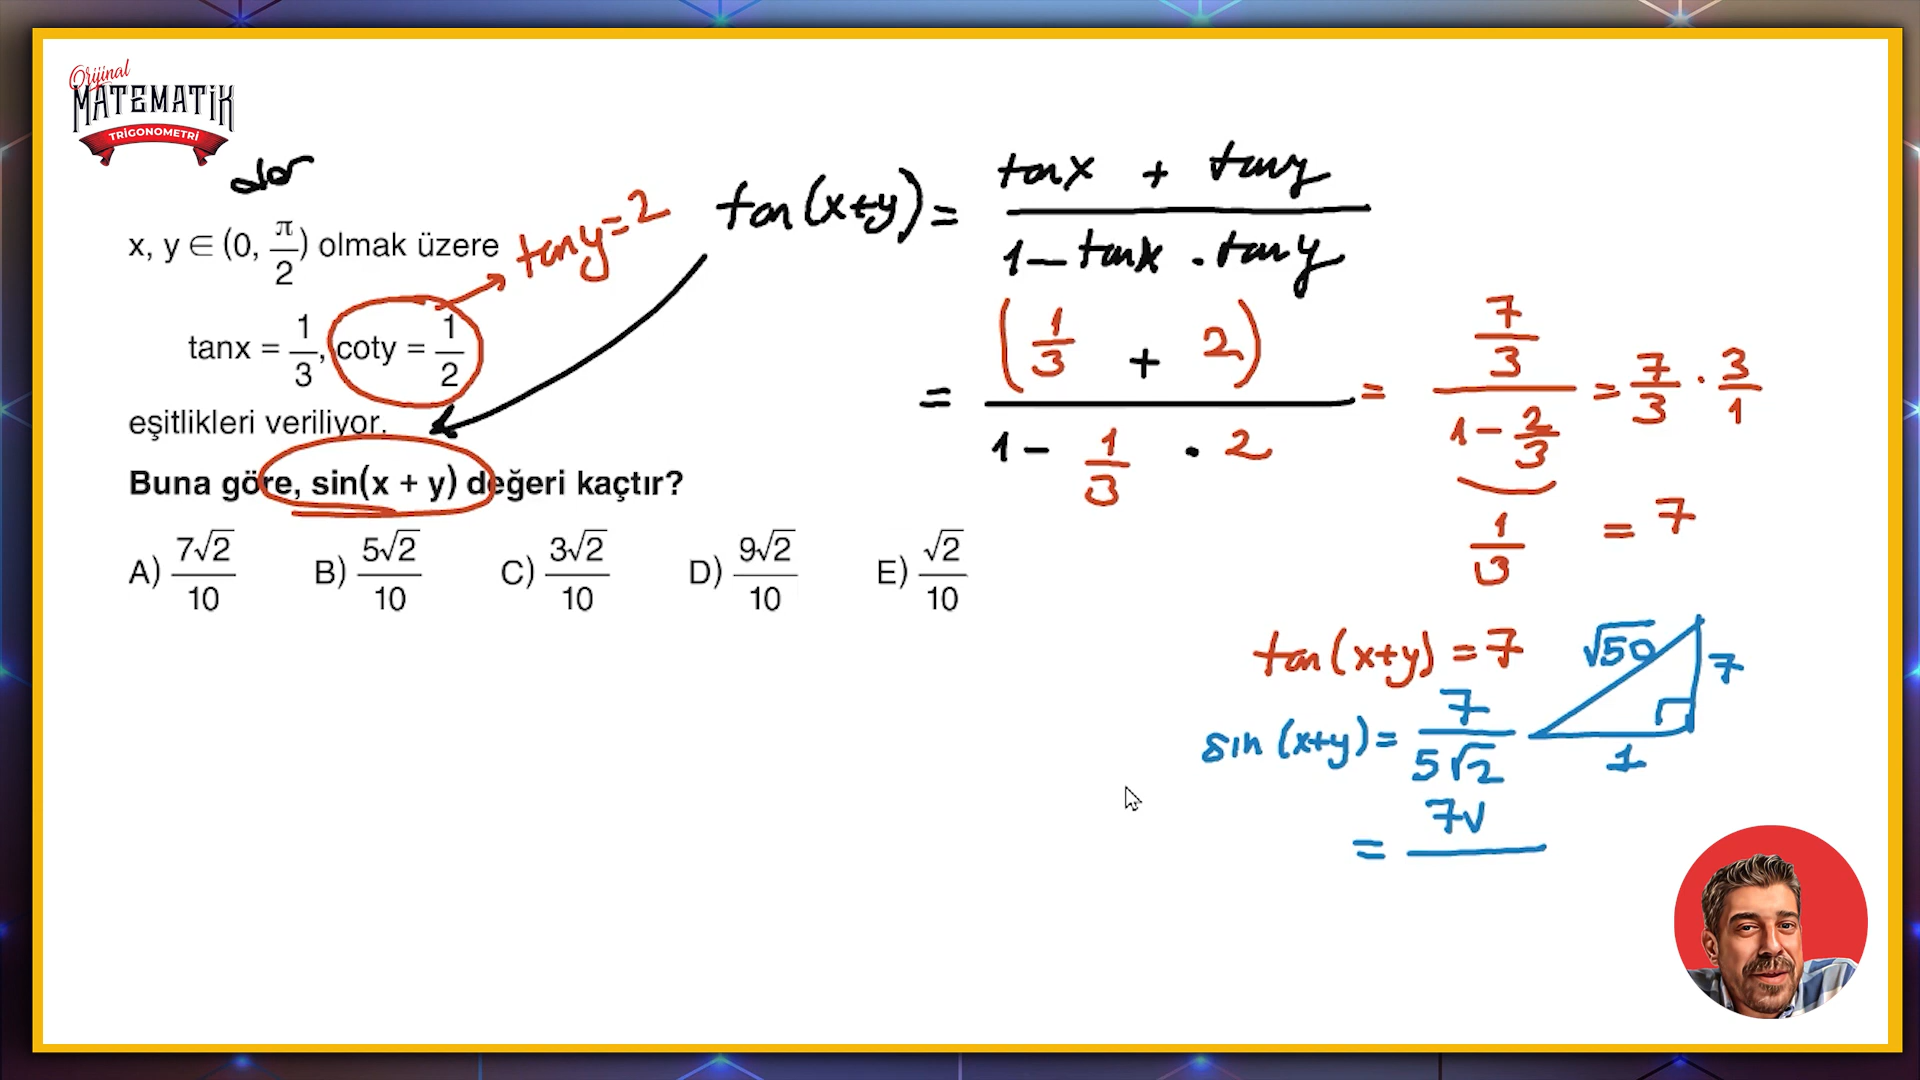 Orijinal
MATEMATİK
TRİGONOMETRİ
x, y ∈ (0, π/2) olmak üzere
tany = 2
tanx = 1/3, coty = 1/2
eşitlikleri veriliyor.
Buna göre, sin(x + y) değeri kaçtır?
A) 7√2/10 B) 5√2/10 C) 3√2/10 D) 9√2/10 E) √2/10
tan(x+y) = (tanx + tany)/(1 - tanx . tany)
= (1/3 + 2)/(1 - 1/3 . 2) = (7/3)/(1 - 2/3) = 7/3 . 3/1
1/3 = 7
tan(x+y) = 7
√50
7
1
sin(x+y) = 7/5√2
= 7√